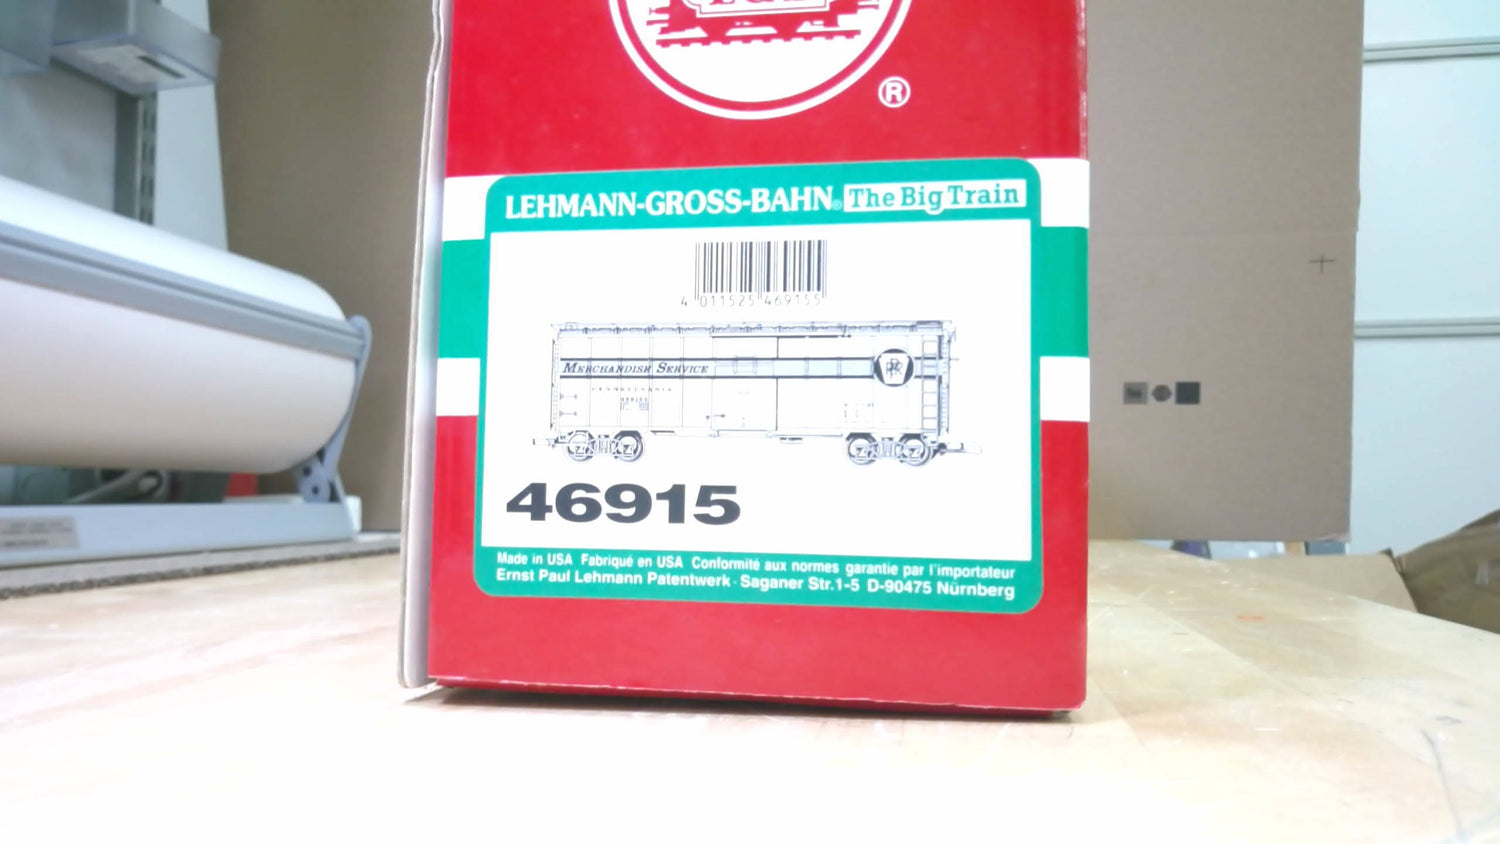 ®
LEHMANN-GROSS-BAHN® The Big Train
4 011525 469155
MERCHANDISE SERVICE
PENNSYLVANIA
46915
Made in USA Fabriqué en USA Conformité aux normes garantie par l'importateur
Ernst Paul Lehmann Patentwerk · Saganer Str.1-5 D-90475 Nürnberg